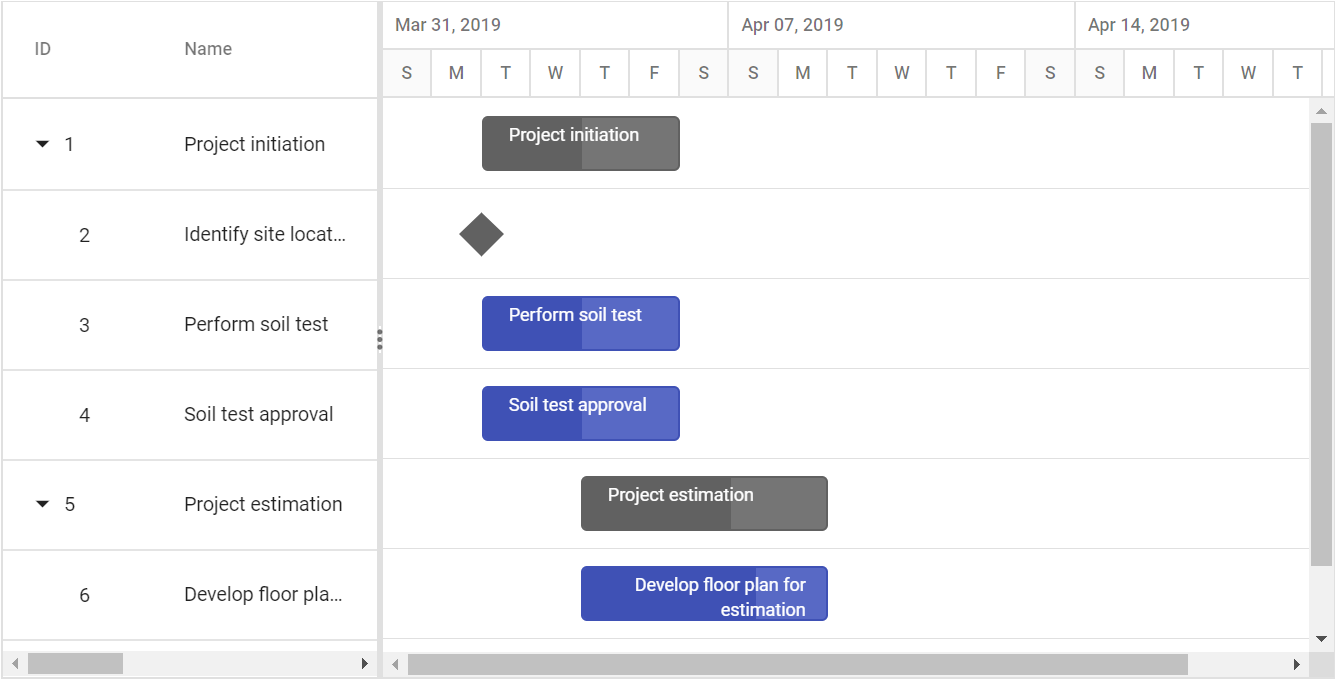 ID Name Mar 31, 2019 Apr 07, 2019 Apr 14, 2019
S M T W T F S S M T W T F S S M T W T
1 Project initiation Project initiation
2 Identify site locat...
3 Perform soil test Perform soil test
4 Soil test approval Soil test approval
5 Project estimation Project estimation
6 Develop floor pla... Develop floor plan for
estimation